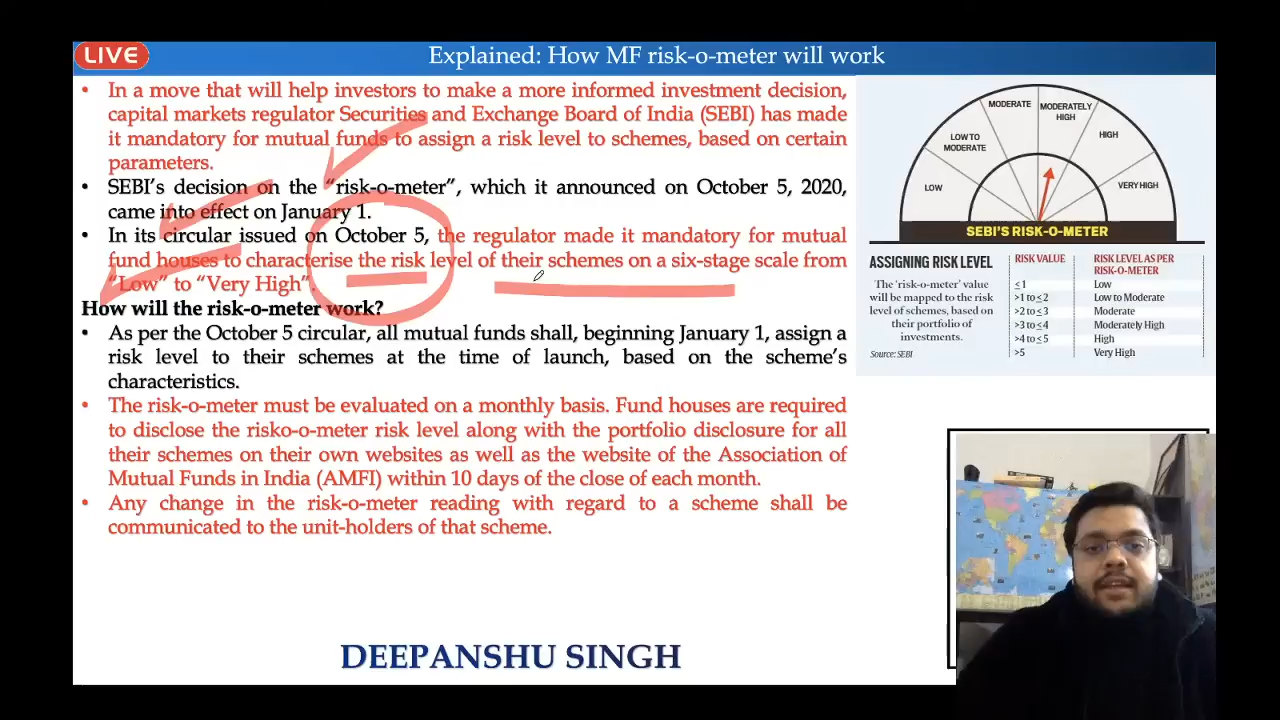 LIVE
Explained: How MF risk-o-meter will work
• In a move that will help investors to make a more informed investment decision,
capital markets regulator Securities and Exchange Board of India (SEBI) has made
it mandatory for mutual funds to assign a risk level to schemes, based on certain
parameters.
• SEBI's decision on the "risk-o-meter", which it announced on October 5, 2020,
came into effect on January 1.
• In its circular issued on October 5, the regulator made it mandatory for mutual
fund houses to characterise the risk level of their schemes on a six-stage scale from
"Low" to "Very High".
How will the risk-o-meter work?
• As per the October 5 circular, all mutual funds shall, beginning January 1, assign a
risk level to their schemes at the time of launch, based on the scheme's
characteristics.
• The risk-o-meter must be evaluated on a monthly basis. Fund houses are required
to disclose the risko-o-meter risk level along with the portfolio disclosure for all
their schemes on their own websites as well as the website of the Association of
Mutual Funds in India (AMFI) within 10 days of the close of each month.
• Any change in the risk-o-meter reading with regard to a scheme shall be
communicated to the unit-holders of that scheme.
LOW
LOW TO
MODERATE
MODERATE
MODERATELY
HIGH
HIGH
VERY HIGH
SEBI'S RISK-O-METER
ASSIGNING RISK LEVEL
The 'risk-o-meter' value
will be mapped to the risk
level of schemes, based on
their portfolio of
investments.
Source: SEBI
RISK VALUE RISK LEVEL AS PER
RISK-O-METER
≤1 Low
>1 to ≤2 Low to Moderate
>2 to ≤3 Moderate
>3 to ≤4 Moderately High
>4 to ≤5 High
>5 Very High
DEEPANSHU SINGH